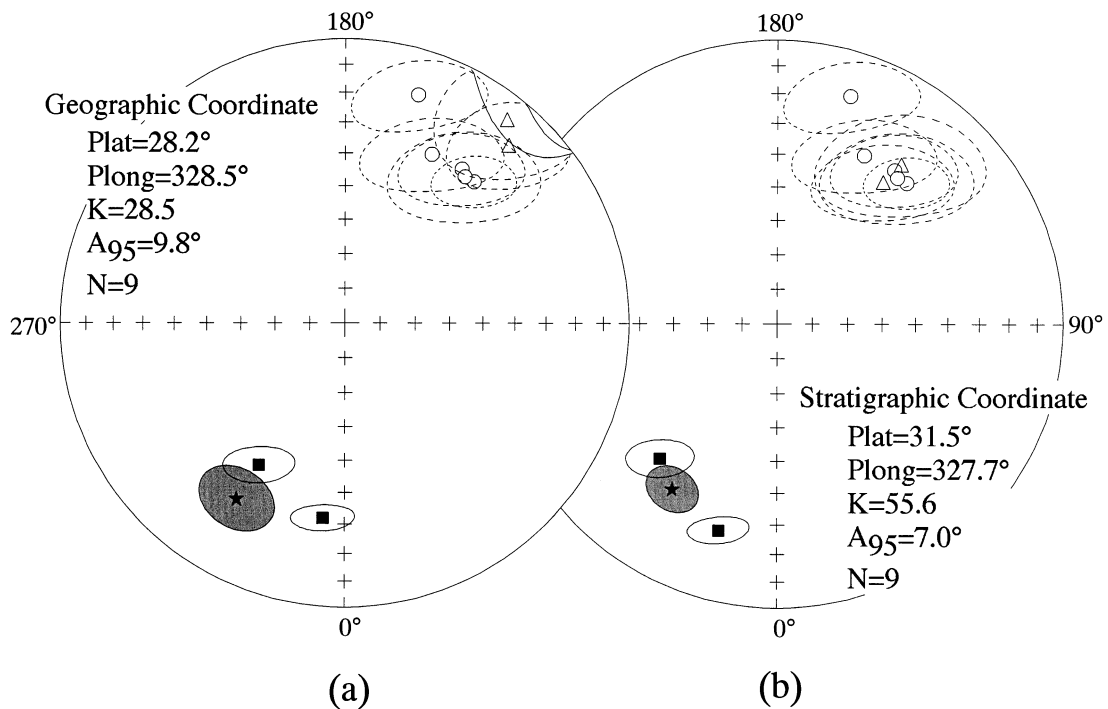 180°
180°
Geographic Coordinate
Plat=28.2°
Plong=328.5°
K=28.5
A95=9.8°
N=9
270°
90°
Stratigraphic Coordinate
Plat=31.5°
Plong=327.7°
K=55.6
A95=7.0°
N=9
0°
0°
(a)
(b)